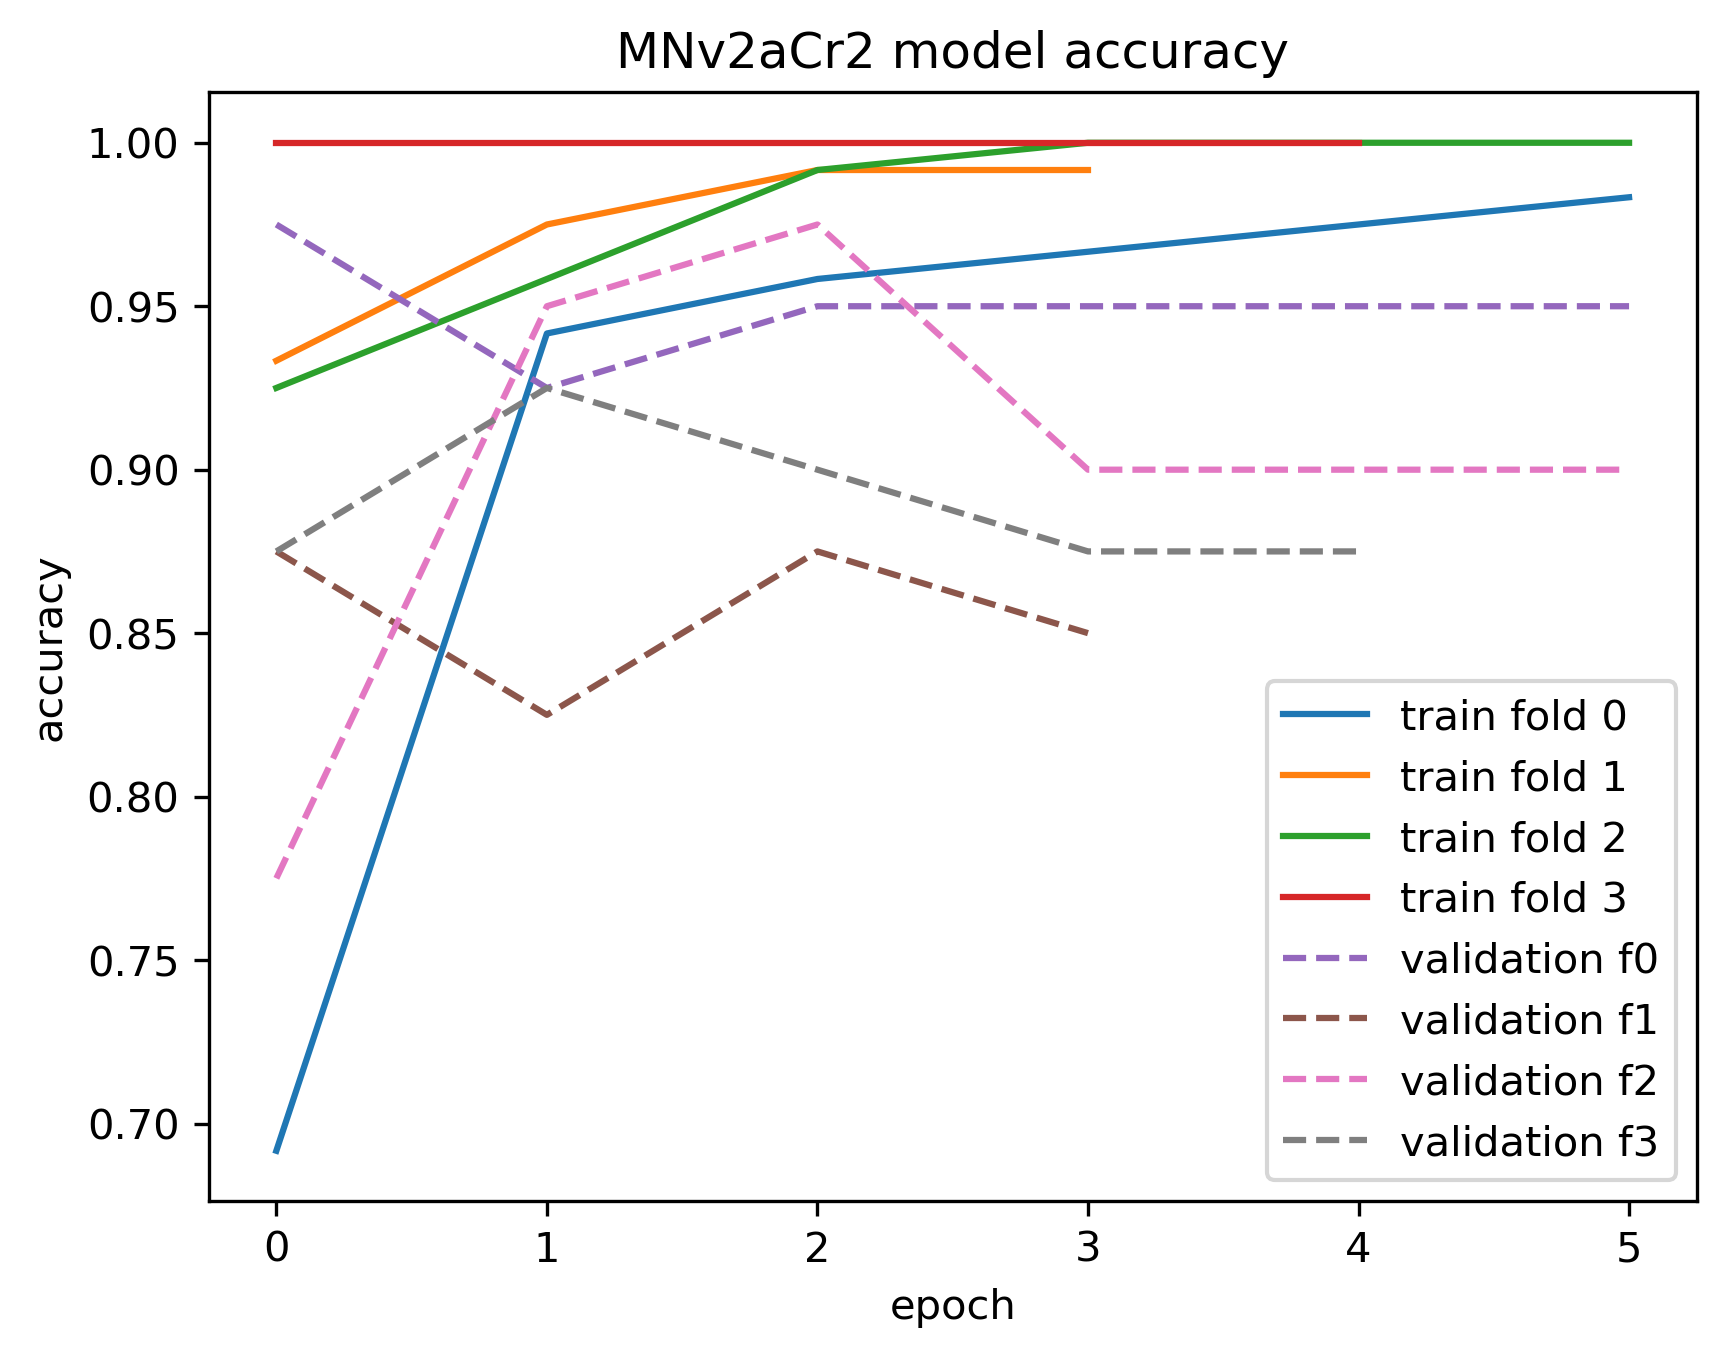 MNv2aCr2 model accuracy
accuracy
1.00
0.95
0.90
0.85
0.80
0.75
0.70
train fold 0
train fold 1
train fold 2
train fold 3
validation f0
validation f1
validation f2
validation f3
0 1 2 3 4 5
epoch